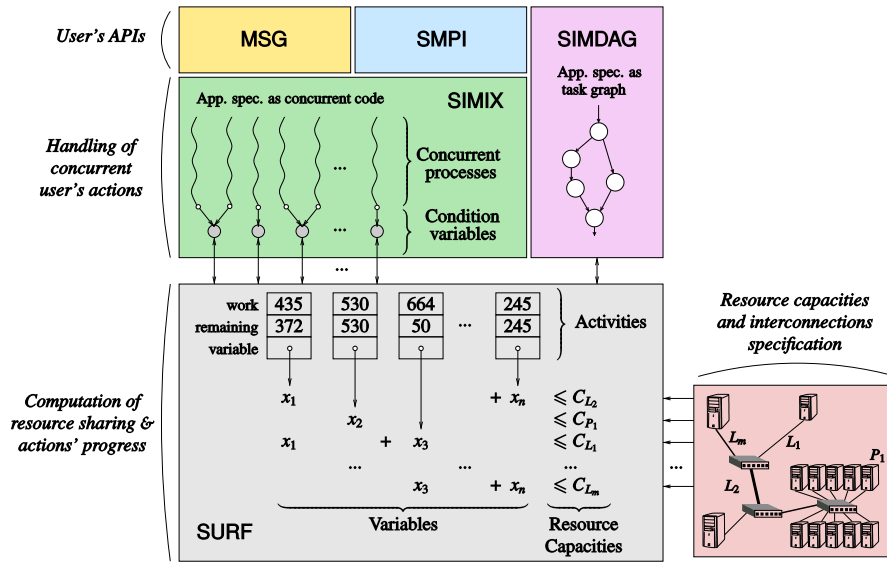 User's APIs
MSG
SMPI
SIMDAG
App. spec. as
task graph
App. spec. as concurrent code
SIMIX
Handling of
concurrent
user's actions
...
Concurrent
processes
...
Condition
variables
...
work 435 530 664 245
remaining 372 530 50 ... 245
variable
Activities
Resource capacities
and interconnections
specification
Computation of
resource sharing &
actions' progress
x1 + xn ⩽ CL2
x2 ⩽ CP1
x1 + x3 ⩽ CL1
... ... ...
x3 + xn ⩽ CLm
...
Lm
L1
P1
L2
SURF
Variables
Resource
Capacities